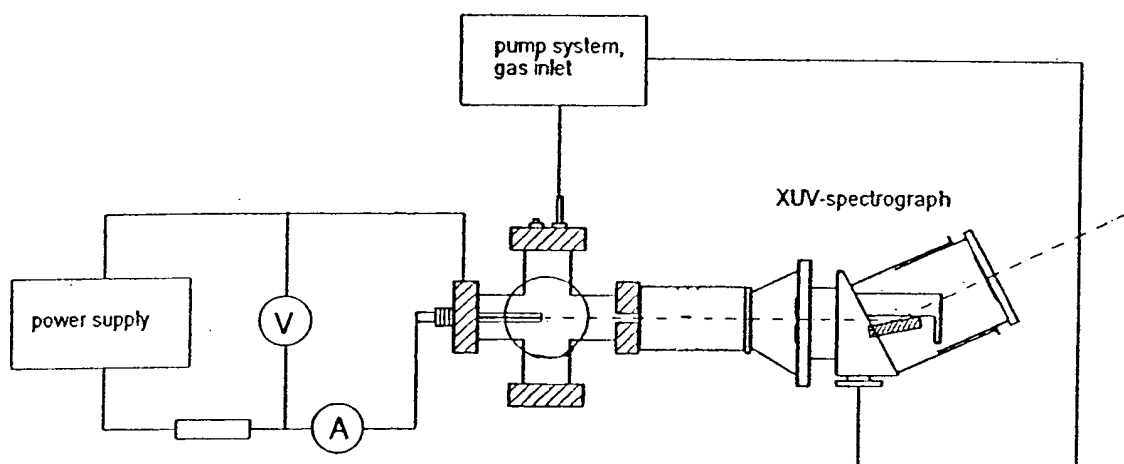 pump system,
gas inlet
XUV-spectrograph
power supply
V
A